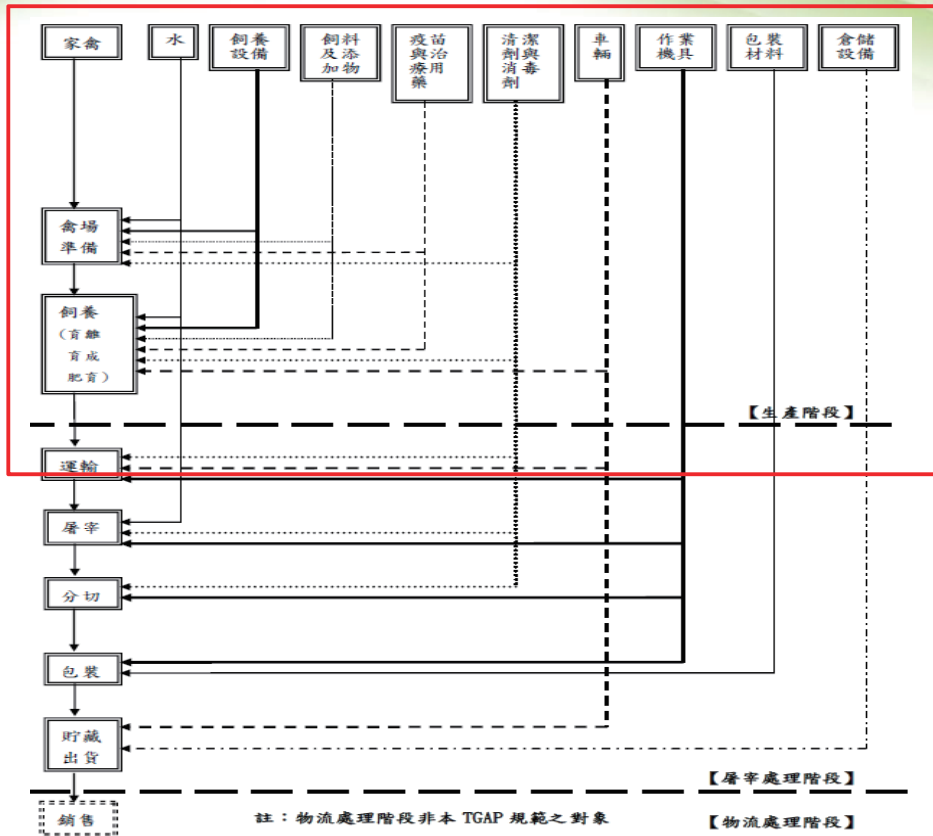 家禽
水
飼養
設備
飼料
及添
加物
疫苗
與治
療用
藥
清潔
劑與
消毒
劑
車
輛
作業
機具
包裝
材料
倉儲
設備
禽場
準備
飼養
（育雛
育成
肥育）
【生產階段】
運輸
屠宰
分切
包裝
貯藏
出貨
【屠宰處理階段】
銷售
註：物流處理階段非本 TGAP 規範之對象
【物流處理階段】